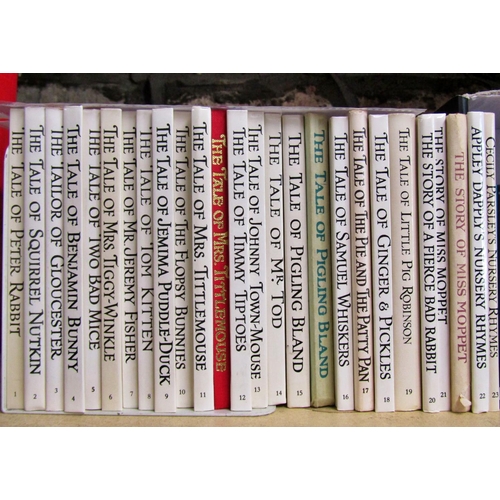 THE TALE OF PETER RABBIT
1
THE TALE OF SQUIRREL NUTKIN
2
THE TAILOR OF GLOUCESTER
3
THE TALE OF BENJAMIN BUNNY
4
THE TALE OF TWO BAD MICE
5
THE TALE OF MRS. TIGGY-WINKLE
6
THE TALE OF MR. JEREMY FISHER
7
THE TALE OF TOM KITTEN
8
THE TALE OF JEMIMA PUDDLE-DUCK
9
THE TALE OF THE FLOPSY BUNNIES
10
THE TALE OF MRS. TITTLEMOUSE
11
THE TALE OF MRS. TITTLEMOUSE
THE TALE OF TIMMY TIPTOES
12
THE TALE OF JOHNNY TOWN-MOUSE
13
THE TALE OF MR. TOD
14
THE TALE OF PIGLING BLAND
15
THE TALE OF PIGLING BLAND
THE TALE OF SAMUEL WHISKERS
16
THE TALE OF THE PIE AND THE PATTY PAN
17
THE TALE OF GINGER & PICKLES
18
THE TALE OF LITTLE PIG ROBINSON
19
THE STORY OF A FIERCE BAD RABBIT
20
THE STORY OF MISS MOPPET
21
THE STORY OF MISS MOPPET
APPLEY DAPPLY'S NURSERY RHYMES
22
CECILY PARSLEY'S NURSERY RHYMES
23